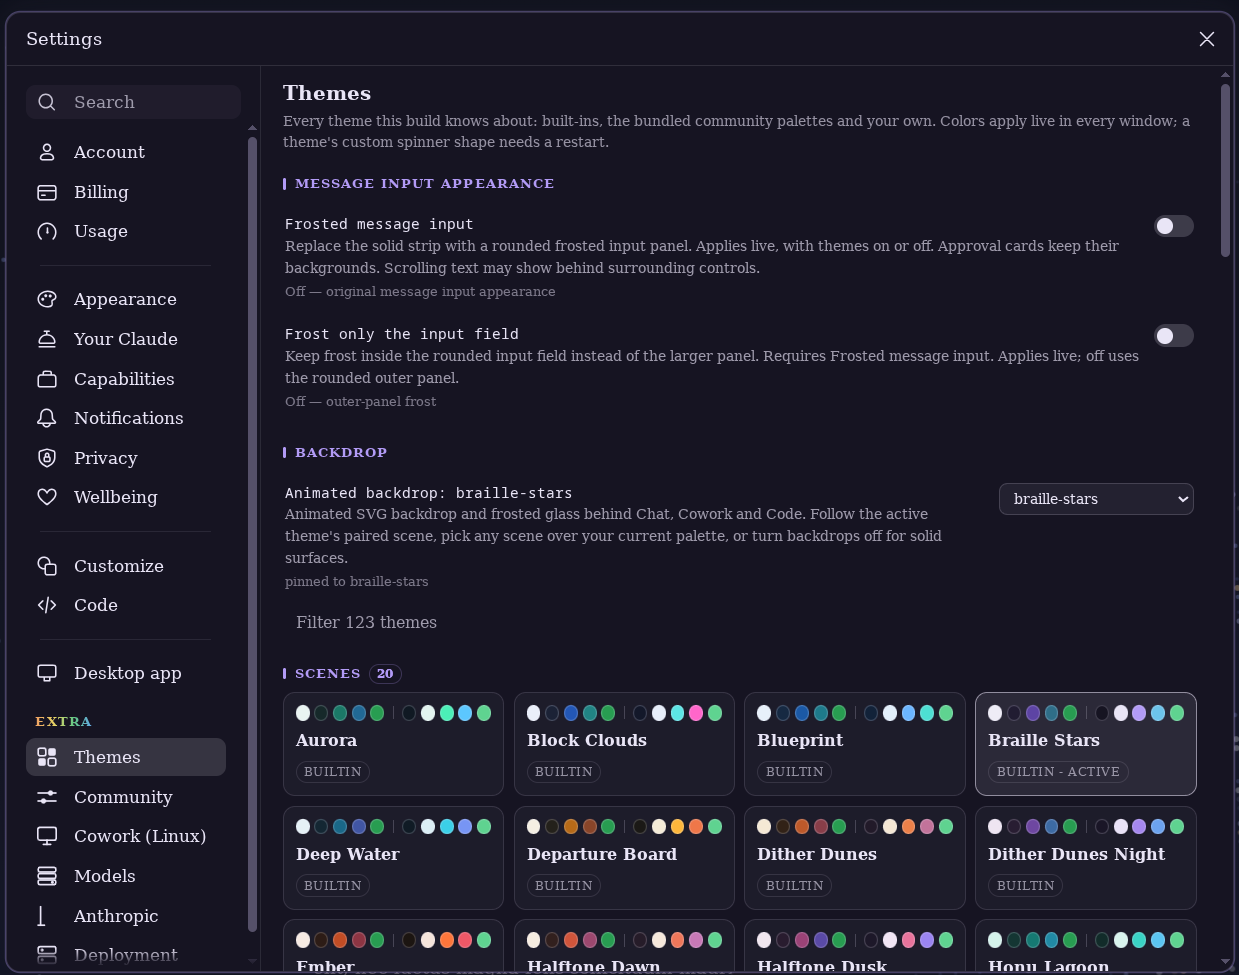 Settings
Search
Account
Billing
Usage
Appearance
Your Claude
Capabilities
Notifications
Privacy
Wellbeing
Customize
Code
Desktop app
EXTRA
Themes
Community
Cowork (Linux)
Models
Anthropic
Deployment
Themes
Every theme this build knows about: built-ins, the bundled community palettes and your own. Colors apply live in every window; a
theme's custom spinner shape needs a restart.
MESSAGE INPUT APPEARANCE
Frosted message input
Replace the solid strip with a rounded frosted input panel. Applies live, with themes on or off. Approval cards keep their
backgrounds. Scrolling text may show behind surrounding controls.
Off — original message input appearance
Frost only the input field
Keep frost inside the rounded input field instead of the larger panel. Requires Frosted message input. Applies live; off uses
the rounded outer panel.
Off — outer-panel frost
BACKDROP
Animated backdrop: braille-stars
braille-stars
Animated SVG backdrop and frosted glass behind Chat, Cowork and Code. Follow the active
theme's paired scene, pick any scene over your current palette, or turn backdrops off for solid
surfaces.
pinned to braille-stars
Filter 123 themes
SCENES 20
Aurora
BUILTIN
Block Clouds
BUILTIN
Blueprint
BUILTIN
Braille Stars
BUILTIN - ACTIVE
Deep Water
BUILTIN
Departure Board
BUILTIN
Dither Dunes
BUILTIN
Dither Dunes Night
BUILTIN
Ember
Halftone Dawn
Halftone Dusk
Honu Lagoon